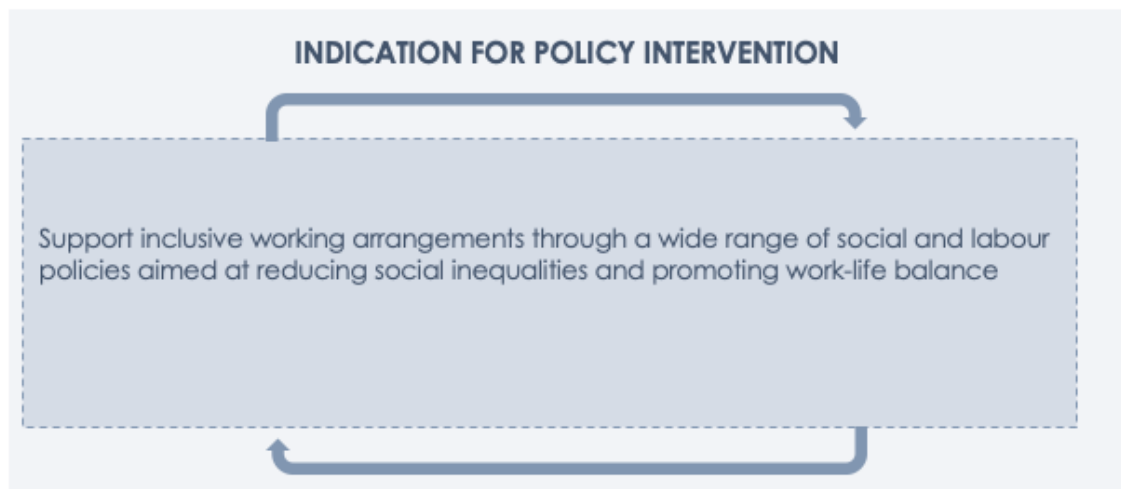 INDICATION FOR POLICY INTERVENTION
Support inclusive working arrangements through a wide range of social and labour
policies aimed at reducing social inequalities and promoting work-life balance